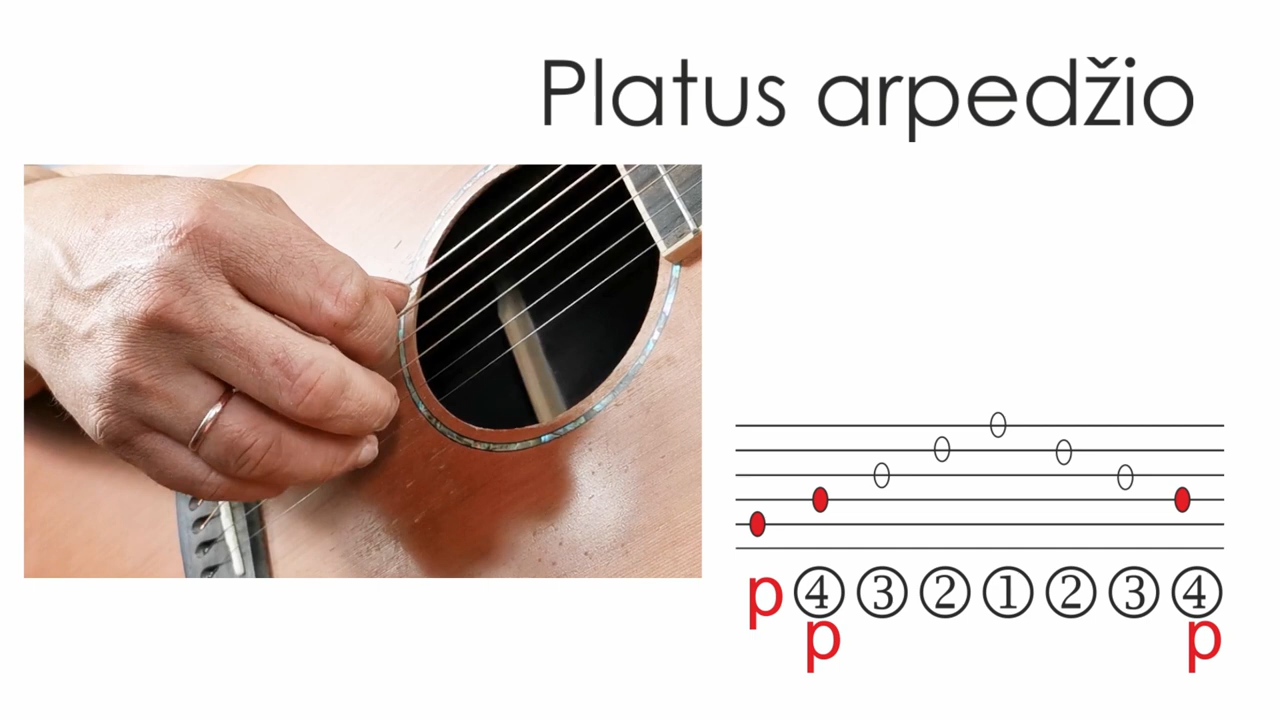 Platus arpedžio
p ④ ③ ② ① ② ③ ④
p p